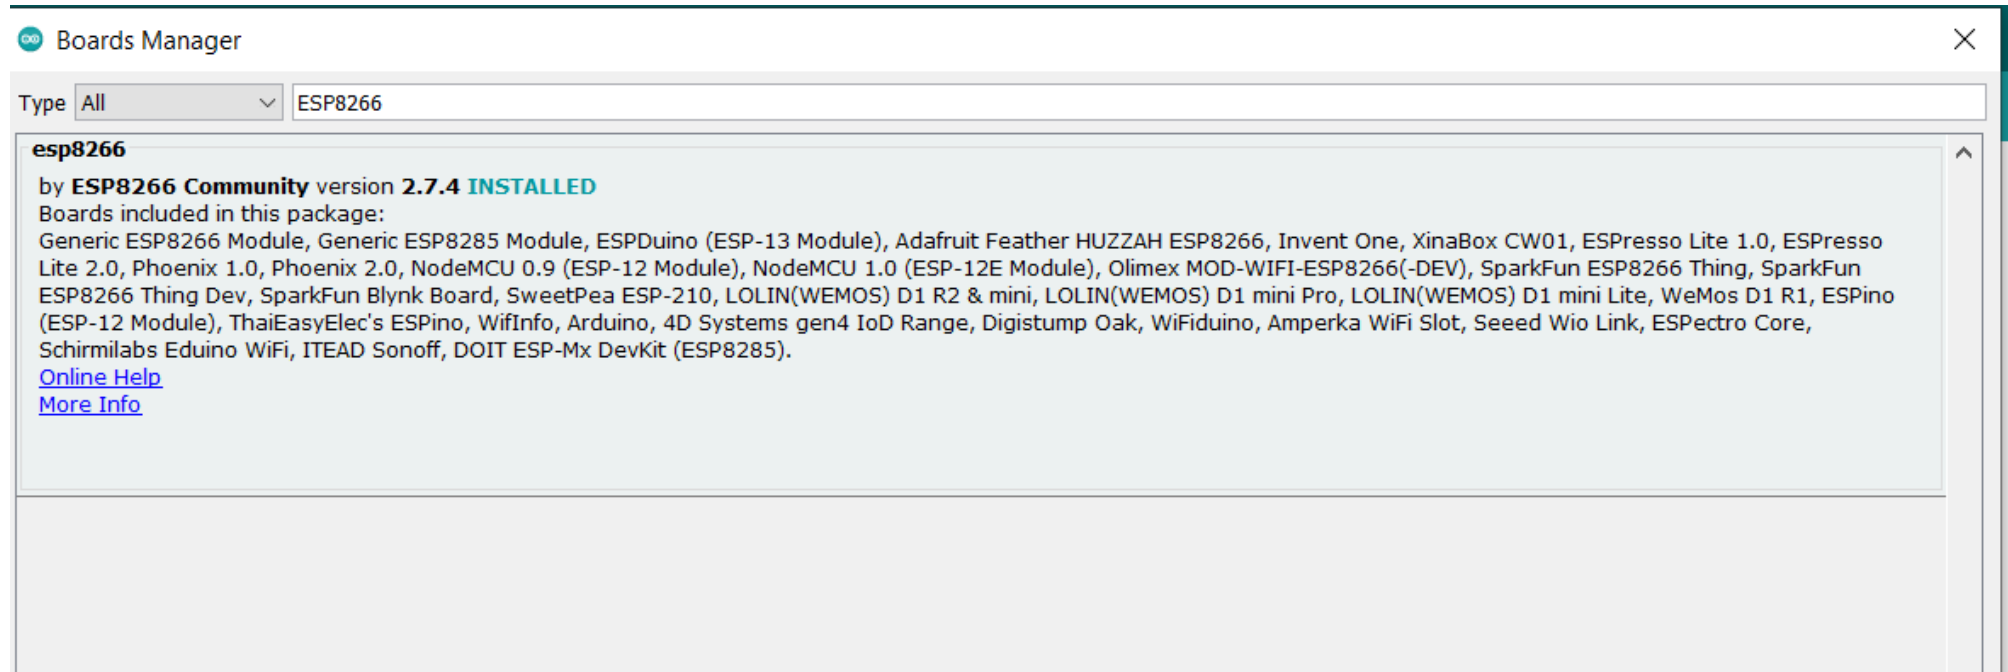 Boards Manager
Type All ESP8266
esp8266
by ESP8266 Community version 2.7.4 INSTALLED
Boards included in this package:
Generic ESP8266 Module, Generic ESP8285 Module, ESPDuino (ESP-13 Module), Adafruit Feather HUZZAH ESP8266, Invent One, XinaBox CW01, ESPresso Lite 1.0, ESPresso
Lite 2.0, Phoenix 1.0, Phoenix 2.0, NodeMCU 0.9 (ESP-12 Module), NodeMCU 1.0 (ESP-12E Module), Olimex MOD-WIFI-ESP8266(-DEV), SparkFun ESP8266 Thing, SparkFun
ESP8266 Thing Dev, SparkFun Blynk Board, SweetPea ESP-210, LOLIN(WEMOS) D1 R2 & mini, LOLIN(WEMOS) D1 mini Pro, LOLIN(WEMOS) D1 mini Lite, WeMos D1 R1, ESPino
(ESP-12 Module), ThaiEasyElec's ESPino, WifInfo, Arduino, 4D Systems gen4 IoD Range, Digistump Oak, WiFiduino, Amperka WiFi Slot, Seeed Wio Link, ESPectro Core,
Schirmilabs Eduino WiFi, ITEAD Sonoff, DOIT ESP-Mx DevKit (ESP8285).
Online Help
More Info